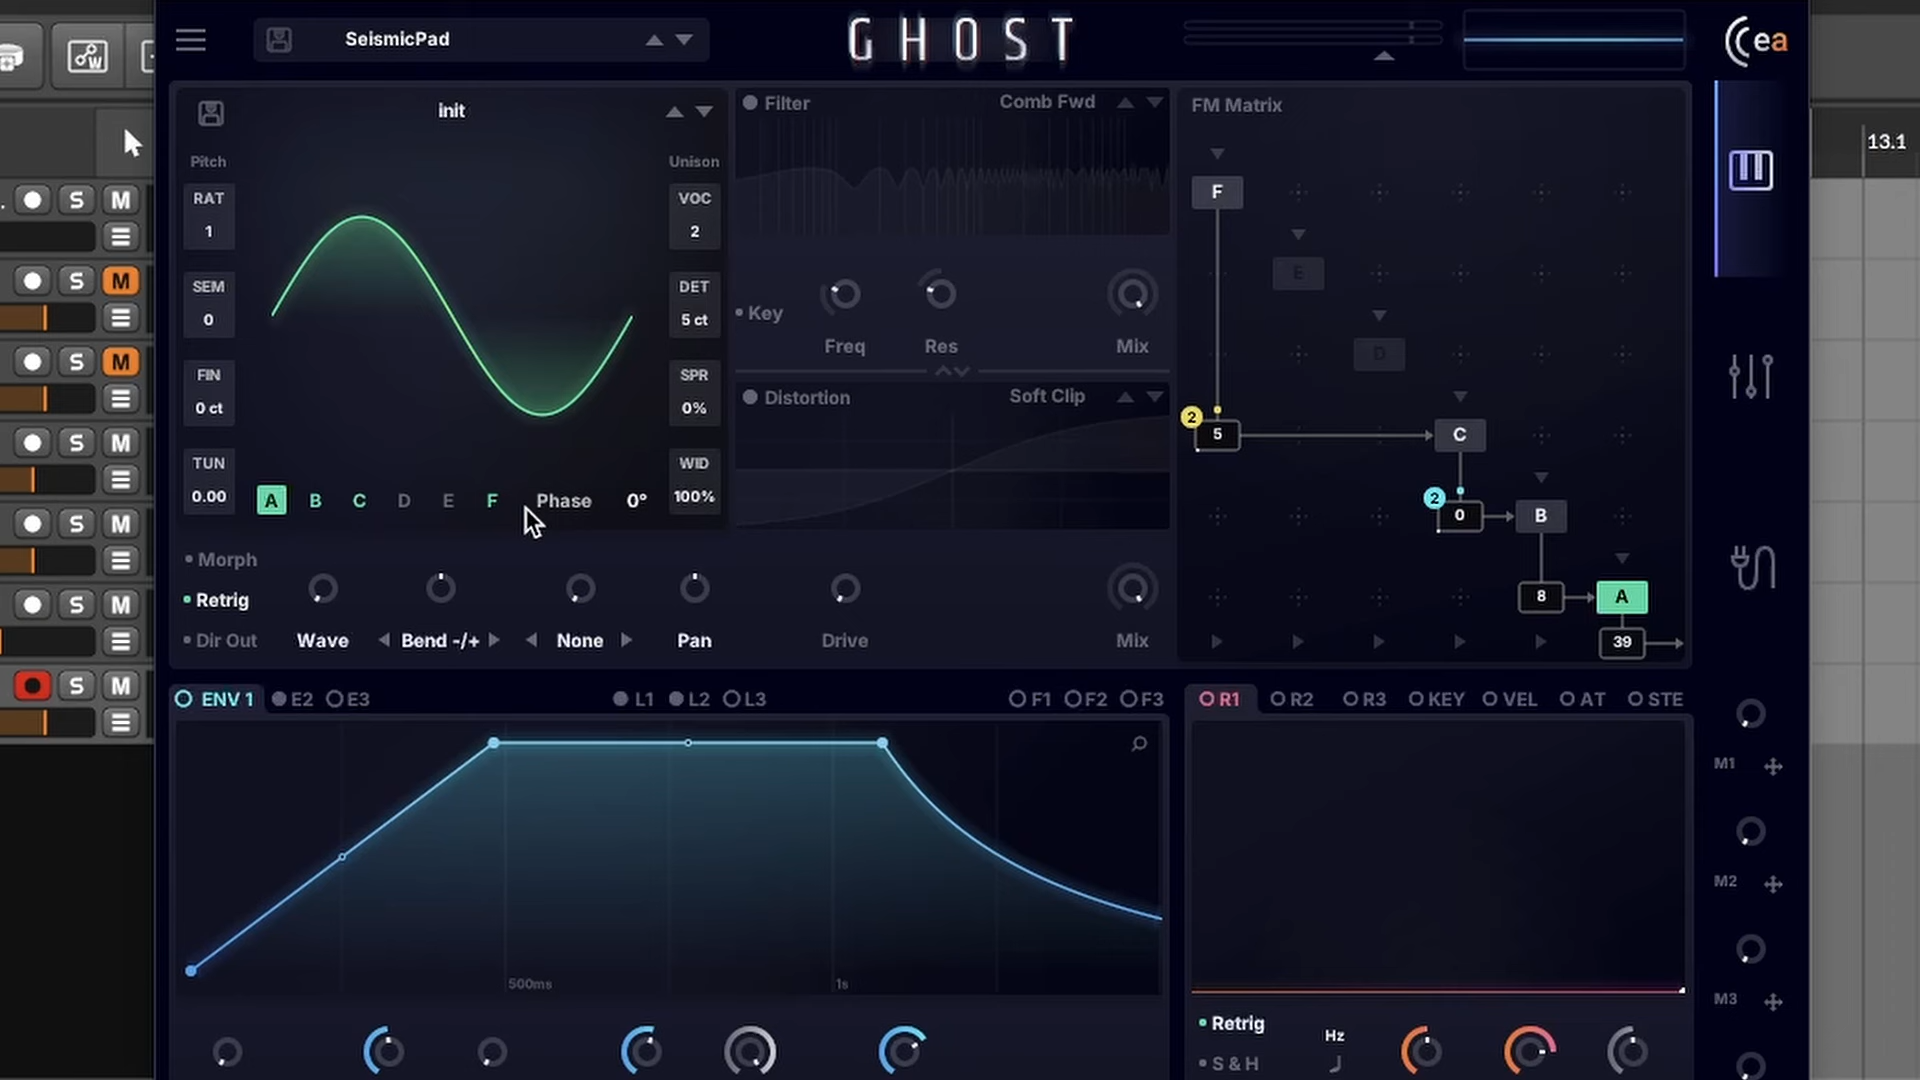 SeismicPad
GHOST
cea
init
Pitch
Unison
RAT
1
SEM
0
FIN
0 ct
TUN
0.00
VOC
2
DET
5 ct
SPR
0%
WID
100%
A B C D E F Phase 0°
Morph
Retrig
Dir Out
Wave
Bend -/+
None
Pan
Filter
Comb Fwd
Key
Freq
Res
Mix
Distortion
Soft Clip
Drive
Mix
FM Matrix
F
E
D
2
5
C
2
0
B
8
A
39
13.1
W
S M
S M
S M
S M
S M
S M
S M
ENV 1 E2 E3 L1 L2 L3 F1 F2 F3
500ms
1s
R1 R2 R3 KEY VEL AT STE
Retrig
S & H
Hz
M1
M2
M3